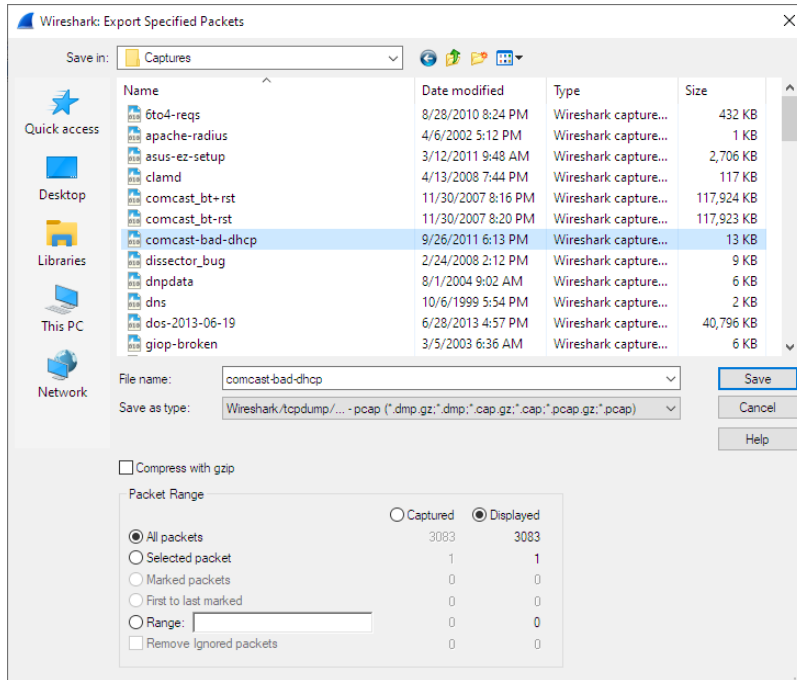 Wireshark: Export Specified Packets
Save in: Captures
Name Date modified Type Size
Quick access
Desktop
Libraries
This PC
Network
6to4-reqs 8/28/2010 8:24 PM Wireshark capture... 432 KB
apache-radius 4/6/2002 5:12 PM Wireshark capture... 1 KB
asus-ez-setup 3/12/2011 9:48 AM Wireshark capture... 2,706 KB
clamd 4/13/2008 7:44 PM Wireshark capture... 117 KB
comcast_bt+rst 11/30/2007 8:16 PM Wireshark capture... 117,924 KB
comcast_bt-rst 11/30/2007 8:20 PM Wireshark capture... 117,923 KB
comcast-bad-dhcp 9/26/2011 6:13 PM Wireshark capture... 13 KB
dissector_bug 2/24/2008 2:12 PM Wireshark capture... 9 KB
dnpdata 8/1/2004 9:02 AM Wireshark capture... 6 KB
dns 10/6/1999 5:54 PM Wireshark capture... 2 KB
dos-2013-06-19 6/28/2013 4:57 PM Wireshark capture... 40,796 KB
giop-broken 3/5/2003 6:36 AM Wireshark capture... 6 KB
File name: comcast-bad-dhcp Save
Save as type: Wireshark/tcpdump/... - pcap (*.dmp.gz;*.dmp;*.cap.gz;*.cap;*.pcap.gz;*.pcap) Cancel
Help
Compress with gzip
Packet Range
Captured Displayed
All packets 3083 3083
Selected packet 1 1
Marked packets 0 0
First to last marked 0 0
Range: 0 0
Remove Ignored packets 0 0